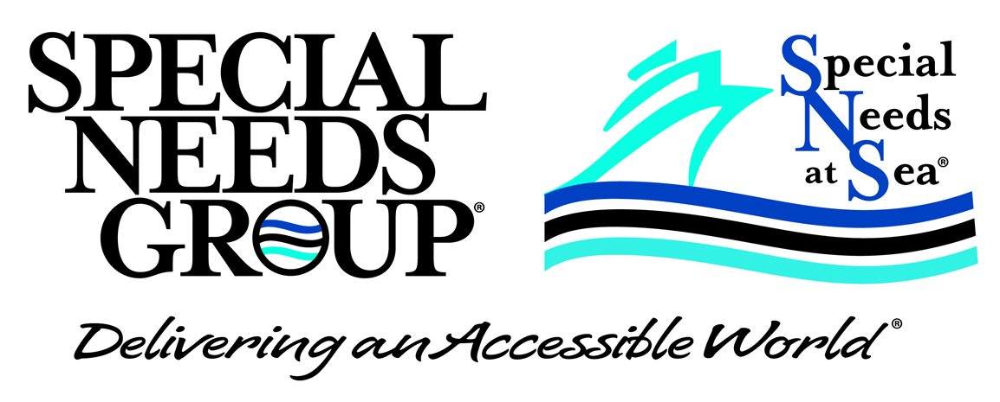 SPECIAL
NEEDS
GROUP®
Special
Needs
at Sea®
Delivering an Accessible World®